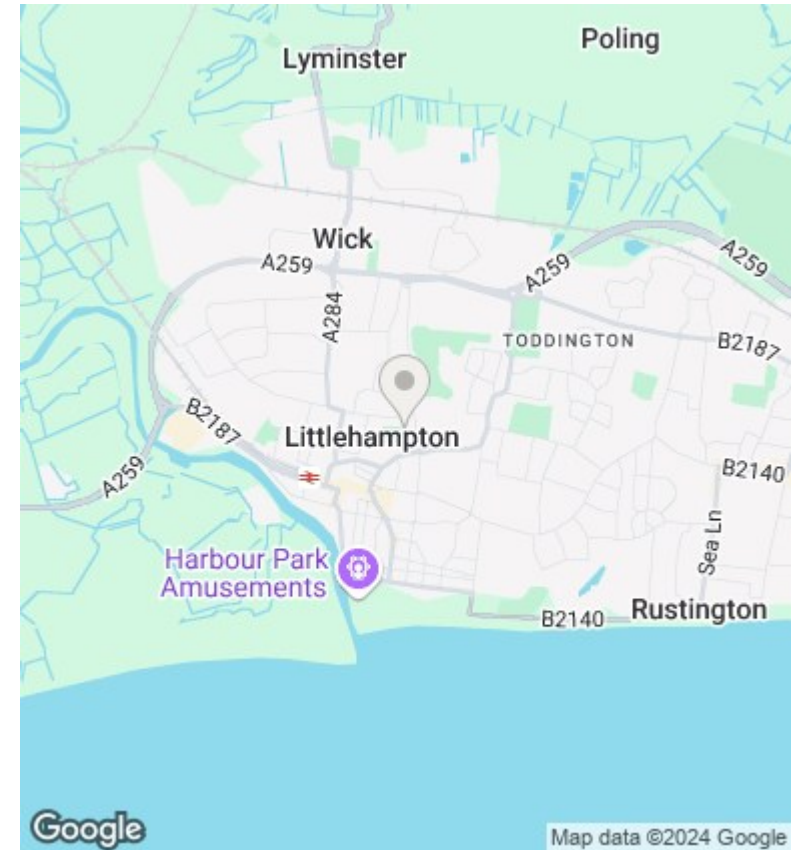 Poling
Lyminster
Wick
A259
A259
A259
A284
TODDINGTON
B2187
B2187
Littlehampton
A259
B2140
Sea Ln
Harbour Park
Amusements
B2140
Rustington
Google
Map data ©2024 Google